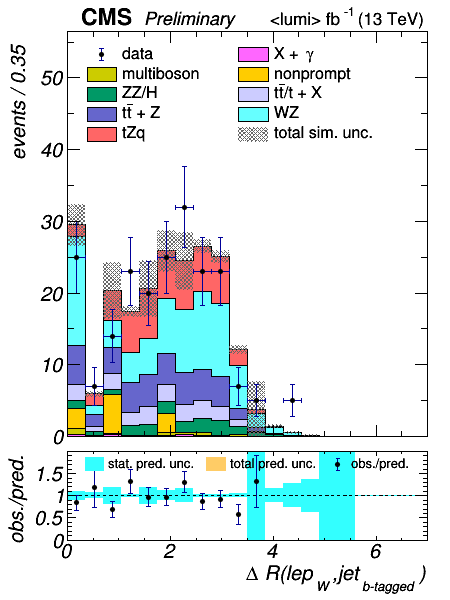 CMS Preliminary <lumi> fb⁻¹ (13 TeV)
events / 0.35
50
40
30
20
10
0
data
multiboson
ZZ/H
tt̄ + Z
tZq
X + γ
nonprompt
tt̄/t + X
WZ
total sim. unc.
obs./pred.
1.5
1
0.5
0
stat. pred. unc. total pred. unc. obs./pred.
0 2 4 6
Δ R(lep_W,jet_b-tagged)